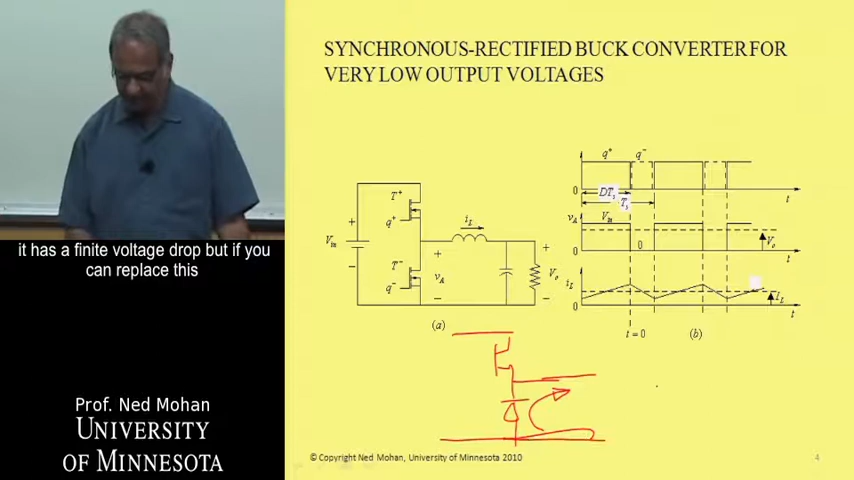 SYNCHRONOUS-RECTIFIED BUCK CONVERTER FOR
VERY LOW OUTPUT VOLTAGES
it has a finite voltage drop but if you
can replace this
Prof. Ned Mohan
UNIVERSITY
OF MINNESOTA
T+
q+
iL
+
Vin
−
T−
q−
+
vA
−
+
Vo
−
(a)
q+
q−
0
DTs
Ts
t
vA
Vin
0
0
Vo
t
iL
0
IL
t
t = 0
(b)
© Copyright Ned Mohan, University of Minnesota 2010
4